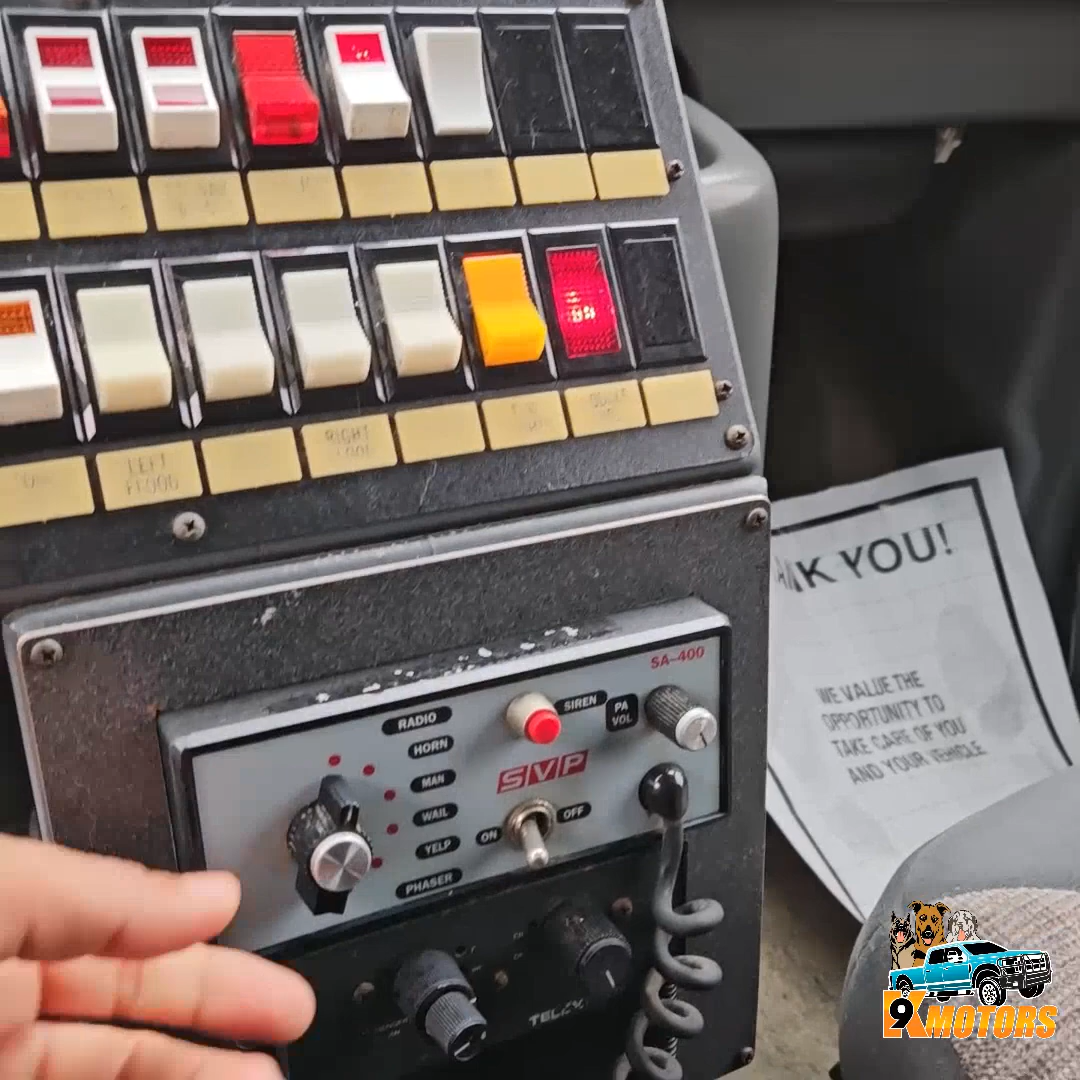 LEFT
FLOOD
RIGHT
SA-400
RADIO
SIREN
PA
VOL
HORN
MAN
SVP
WAIL
ON
OFF
YELP
PHASER
YOU!
WE VALUE THE
OPPORTUNITY TO
TAKE CARE OF YOU
AND YOUR VEHICLE
K9 MOTORS